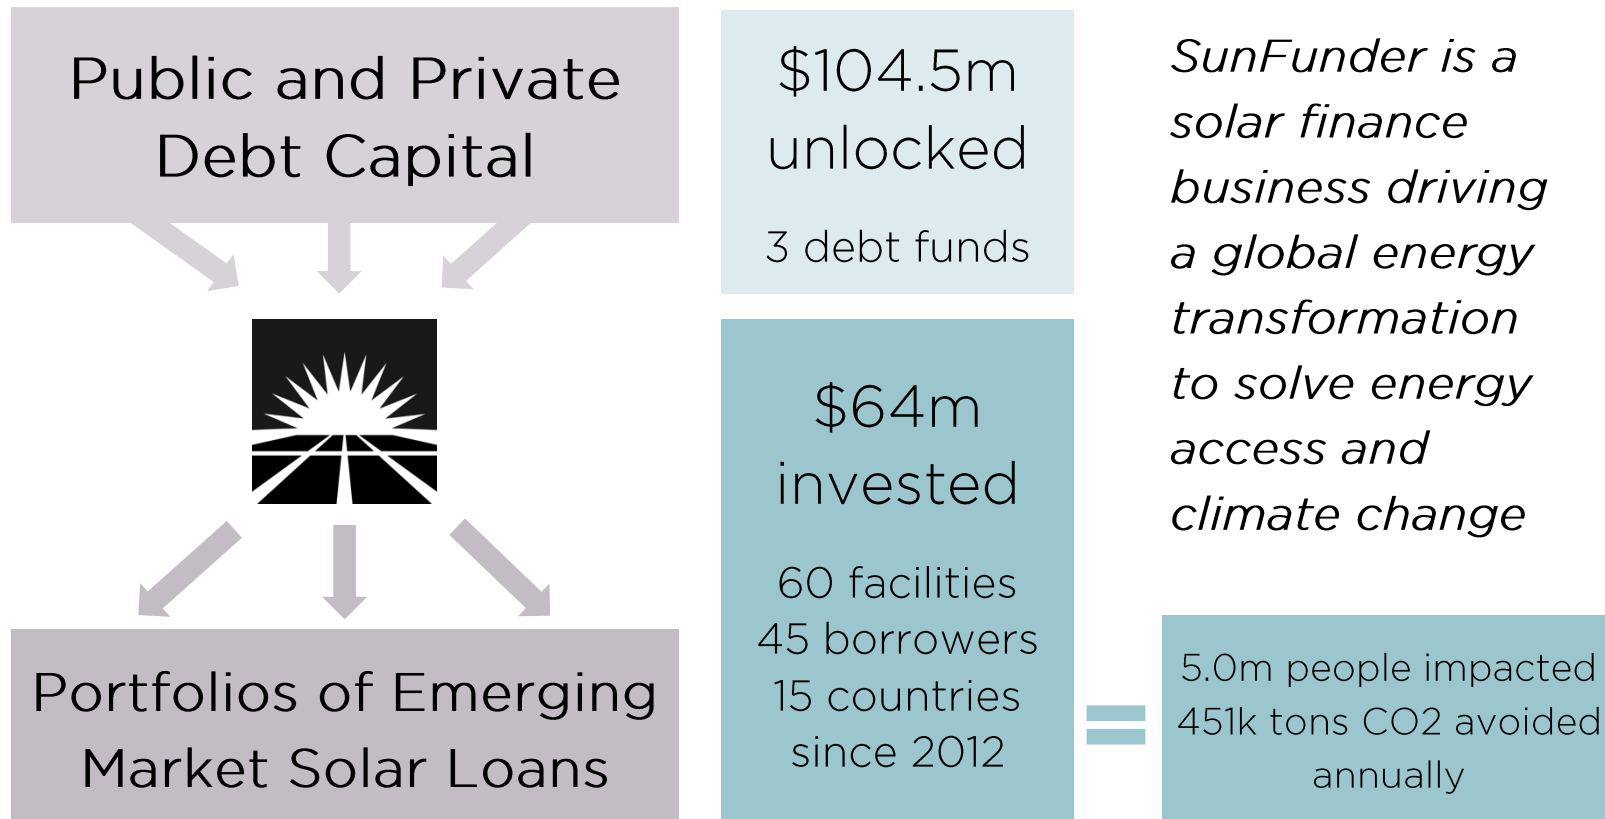 Public and Private
Debt Capital
$104.5m
unlocked
3 debt funds
SunFunder is a
solar finance
business driving
a global energy
transformation
to solve energy
access and
climate change
$64m
invested
60 facilities
45 borrowers
15 countries
since 2012
Portfolios of Emerging
Market Solar Loans
=
5.0m people impacted
451k tons CO2 avoided
annually